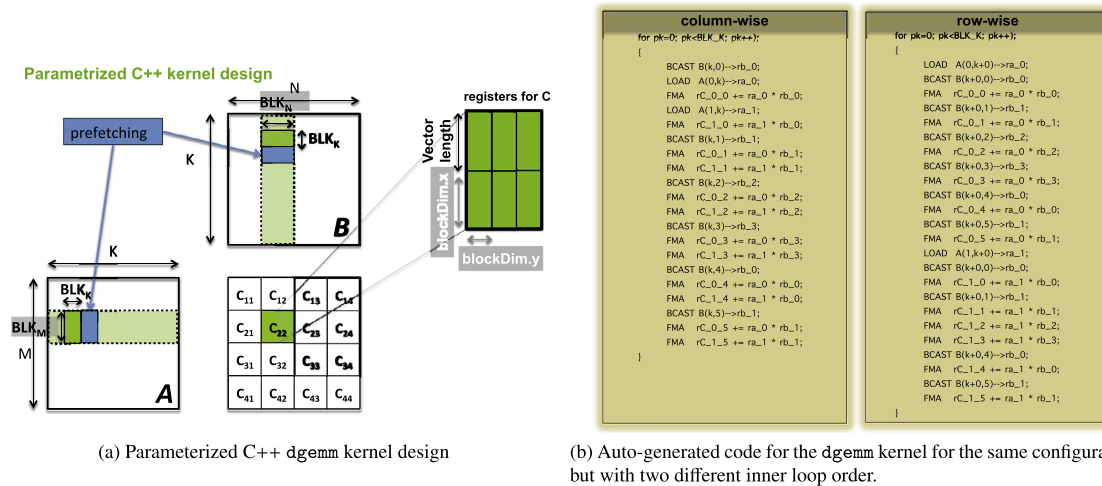 Parametrized C++ kernel design
N
BLK_N
prefetching
K
BLK_K
B
registers for C
Vector length
blockDim.x
blockDim.y
K
BLK_K
BLK_M
M
A
C11 C12 C13 C14
C21 C22 C23 C24
C31 C32 C33 C34
C41 C42 C43 C44
(a) Parameterized C++ dgemm kernel design
column-wise
for pk=0; pk<BLK_K; pk++);
{
BCAST B(k,0)-->rb_0;
LOAD A(0,k)-->ra_0;
FMA rC_0_0 += ra_0 * rb_0;
LOAD A(1,k)-->ra_1;
FMA rC_1_0 += ra_1 * rb_0;
BCAST B(k,1)-->rb_1;
FMA rC_0_1 += ra_0 * rb_1;
FMA rC_1_1 += ra_1 * rb_1;
BCAST B(k,2)-->rb_2;
FMA rC_0_2 += ra_0 * rb_2;
FMA rC_1_2 += ra_1 * rb_2;
BCAST B(k,3)-->rb_3;
FMA rC_0_3 += ra_0 * rb_3;
FMA rC_1_3 += ra_1 * rb_3;
BCAST B(k,4)-->rb_0;
FMA rC_0_4 += ra_0 * rb_0;
FMA rC_1_4 += ra_1 * rb_0;
BCAST B(k,5)-->rb_1;
FMA rC_0_5 += ra_0 * rb_1;
FMA rC_1_5 += ra_1 * rb_1;
}
row-wise
for pk=0; pk<BLK_K; pk++);
{
LOAD A(0,k+0)-->ra_0;
BCAST B(k+0,0)-->rb_0;
FMA rC_0_0 += ra_0 * rb_0;
BCAST B(k+0,1)-->rb_1;
FMA rC_0_1 += ra_0 * rb_1;
BCAST B(k+0,2)-->rb_2;
FMA rC_0_2 += ra_0 * rb_2;
BCAST B(k+0,3)-->rb_3;
FMA rC_0_3 += ra_0 * rb_3;
BCAST B(k+0,4)-->rb_0;
FMA rC_0_4 += ra_0 * rb_0;
BCAST B(k+0,5)-->rb_1;
FMA rC_0_5 += ra_0 * rb_1;
LOAD A(1,k+0)-->ra_1;
BCAST B(k+0,0)-->rb_0;
FMA rC_1_0 += ra_1 * rb_0;
BCAST B(k+0,1)-->rb_1;
FMA rC_1_1 += ra_1 * rb_1;
FMA rC_1_2 += ra_1 * rb_2;
FMA rC_1_3 += ra_1 * rb_3;
BCAST B(k+0,4)-->rb_0;
FMA rC_1_4 += ra_1 * rb_0;
BCAST B(k+0,5)-->rb_1;
FMA rC_1_5 += ra_1 * rb_1;
}
(b) Auto-generated code for the dgemm kernel for the same configura
but with two different inner loop order.